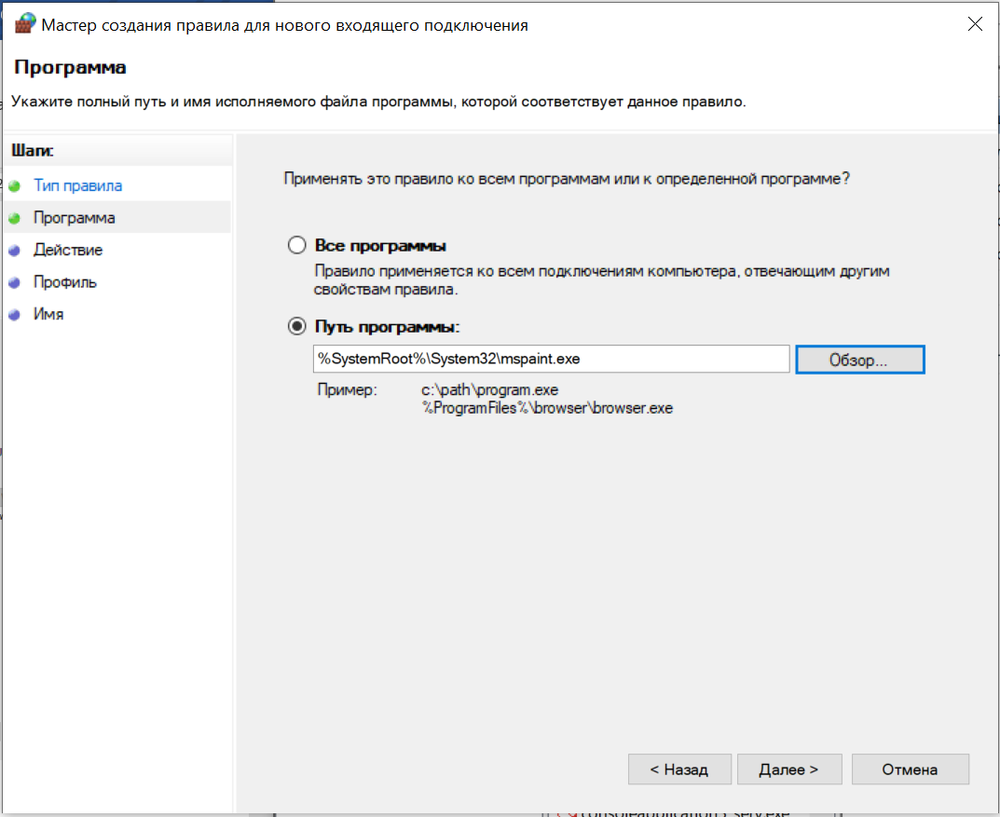 Мастер создания правила для нового входящего подключения
Программа
Укажите полный путь и имя исполняемого файла программы, которой соответствует данное правило.
Шаги:
Тип правила
Программа
Действие
Профиль
Имя
Применять это правило ко всем программам или к определенной программе?
Все программы
Правило применяется ко всем подключениям компьютера, отвечающим другим
свойствам правила.
Путь программы:
%SystemRoot%\System32\mspaint.exe
Обзор...
Пример:
c:\path\program.exe
%ProgramFiles%\browser\browser.exe
< Назад
Далее >
Отмена